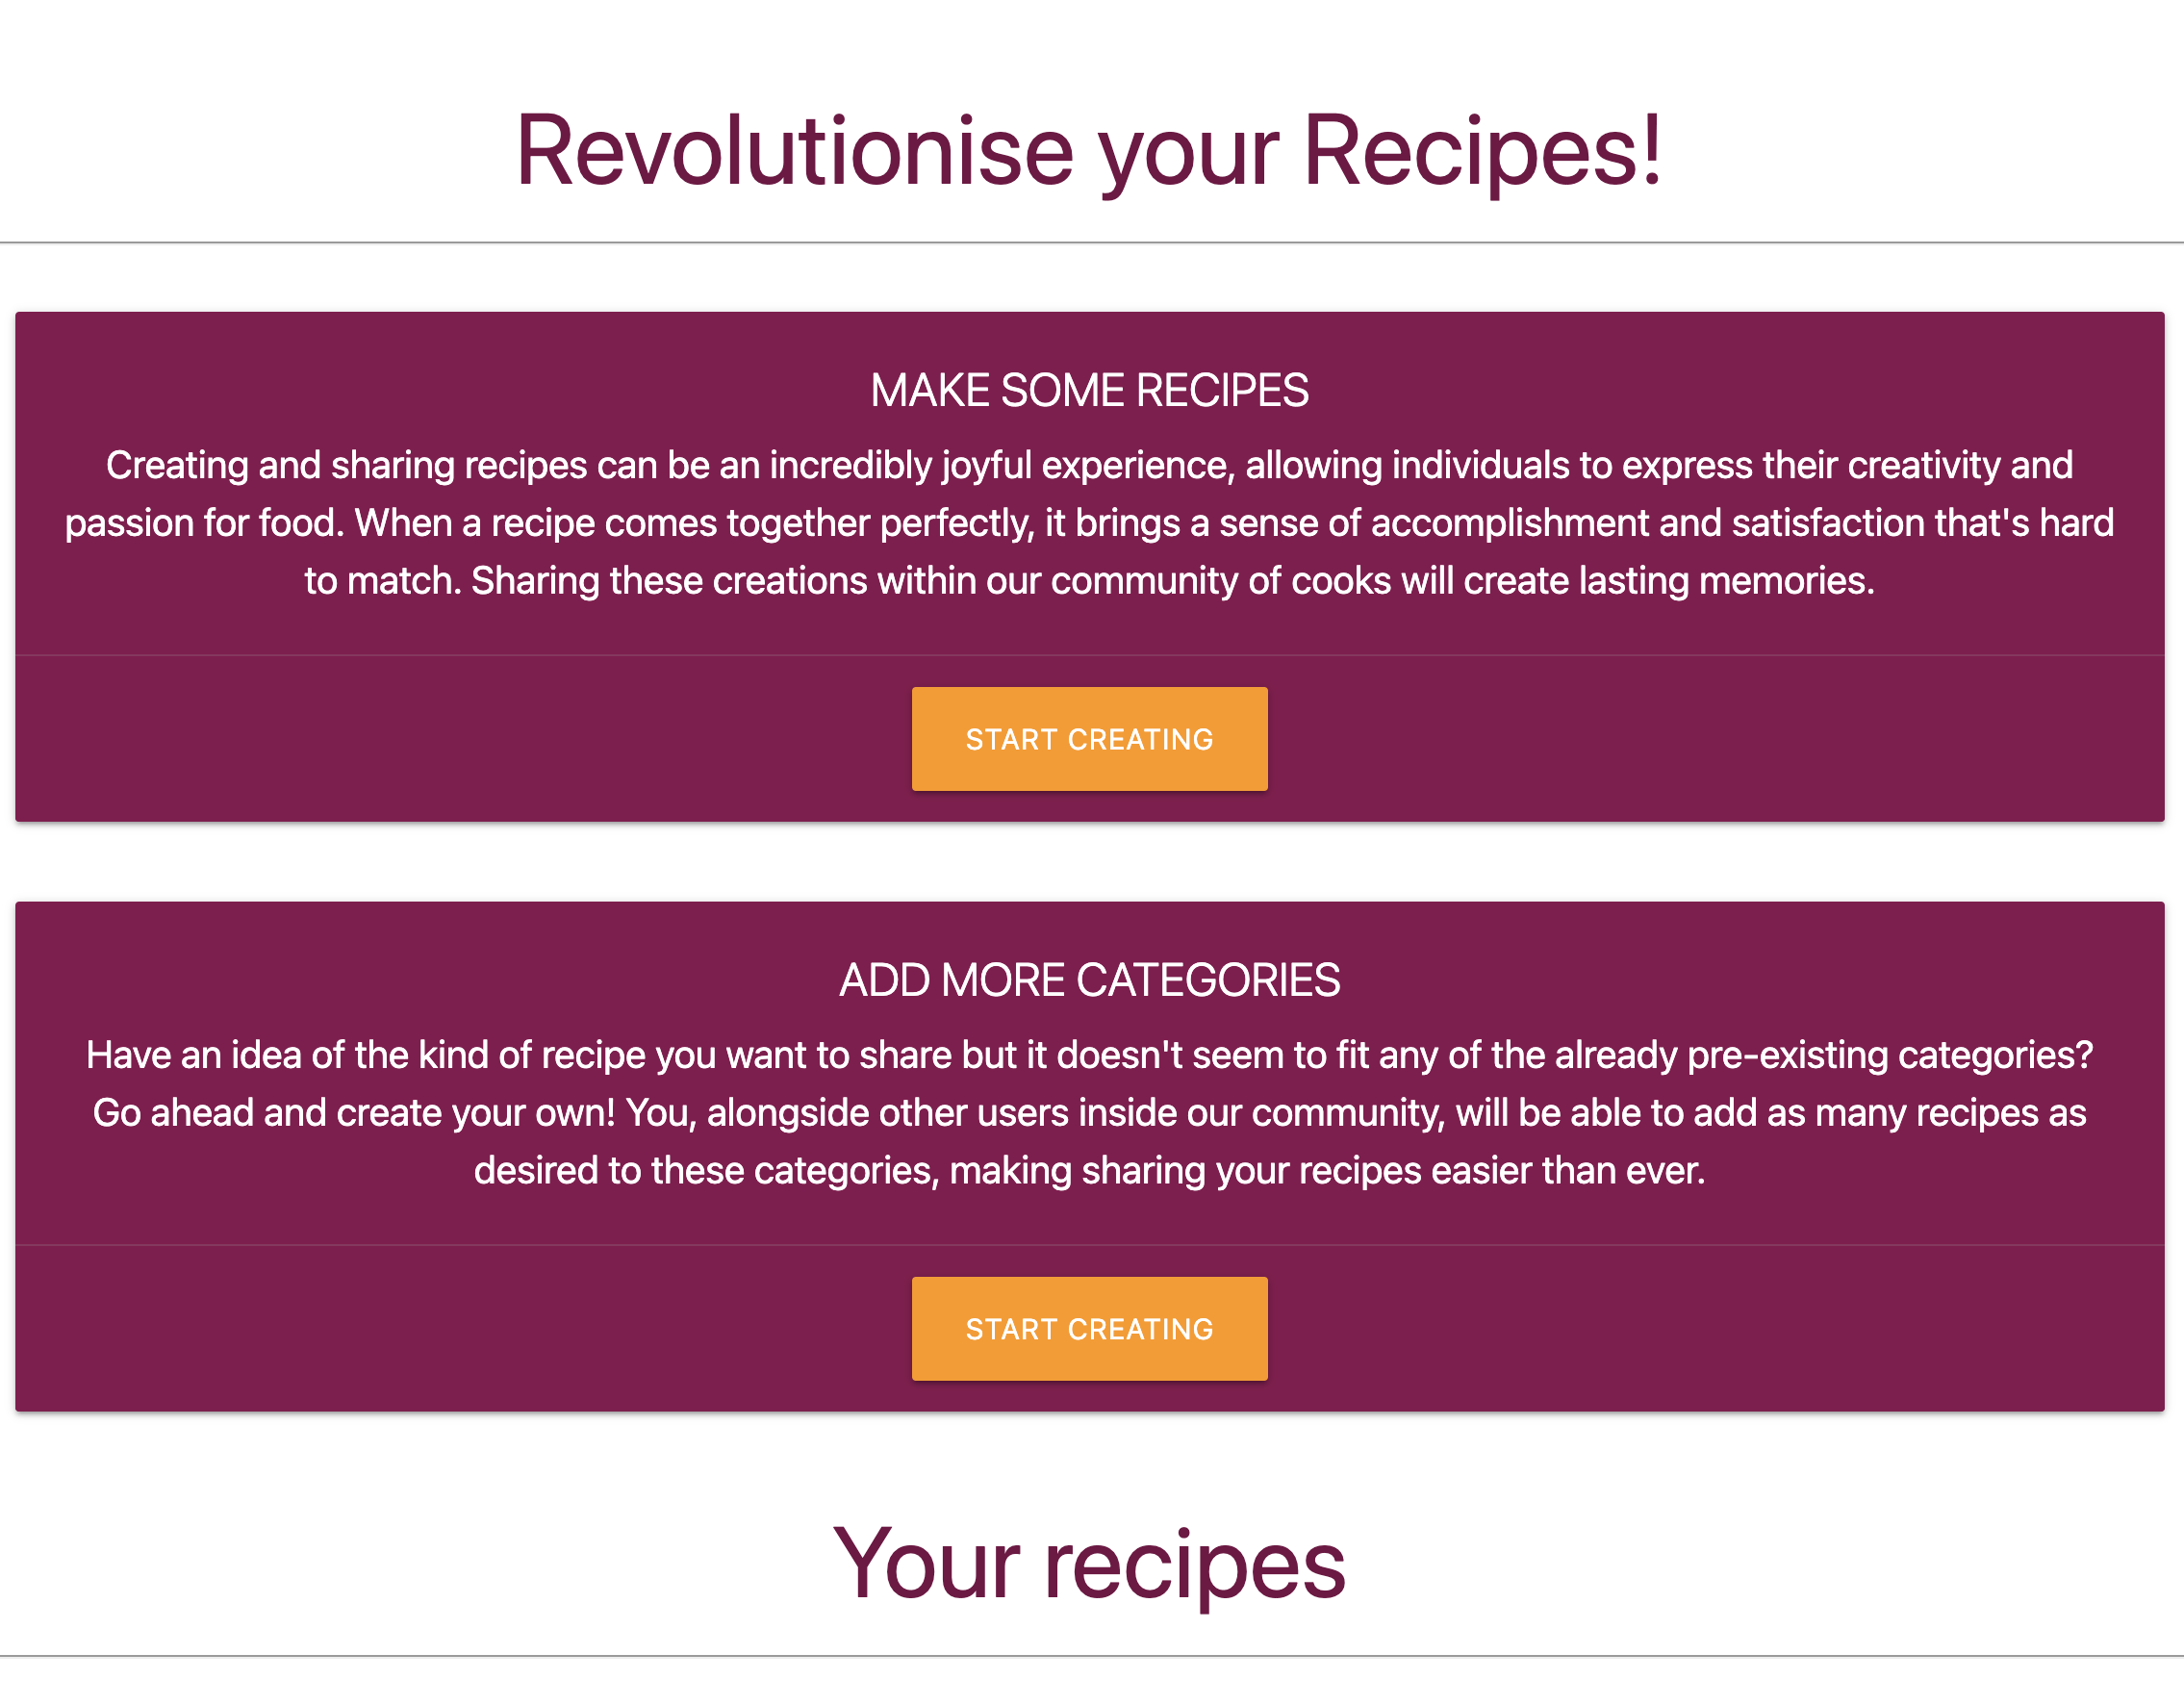 Revolutionise your Recipes!
MAKE SOME RECIPES
Creating and sharing recipes can be an incredibly joyful experience, allowing individuals to express their creativity and
passion for food. When a recipe comes together perfectly, it brings a sense of accomplishment and satisfaction that's hard
to match. Sharing these creations within our community of cooks will create lasting memories.
START CREATING
ADD MORE CATEGORIES
Have an idea of the kind of recipe you want to share but it doesn't seem to fit any of the already pre-existing categories?
Go ahead and create your own! You, alongside other users inside our community, will be able to add as many recipes as
desired to these categories, making sharing your recipes easier than ever.
START CREATING
Your recipes